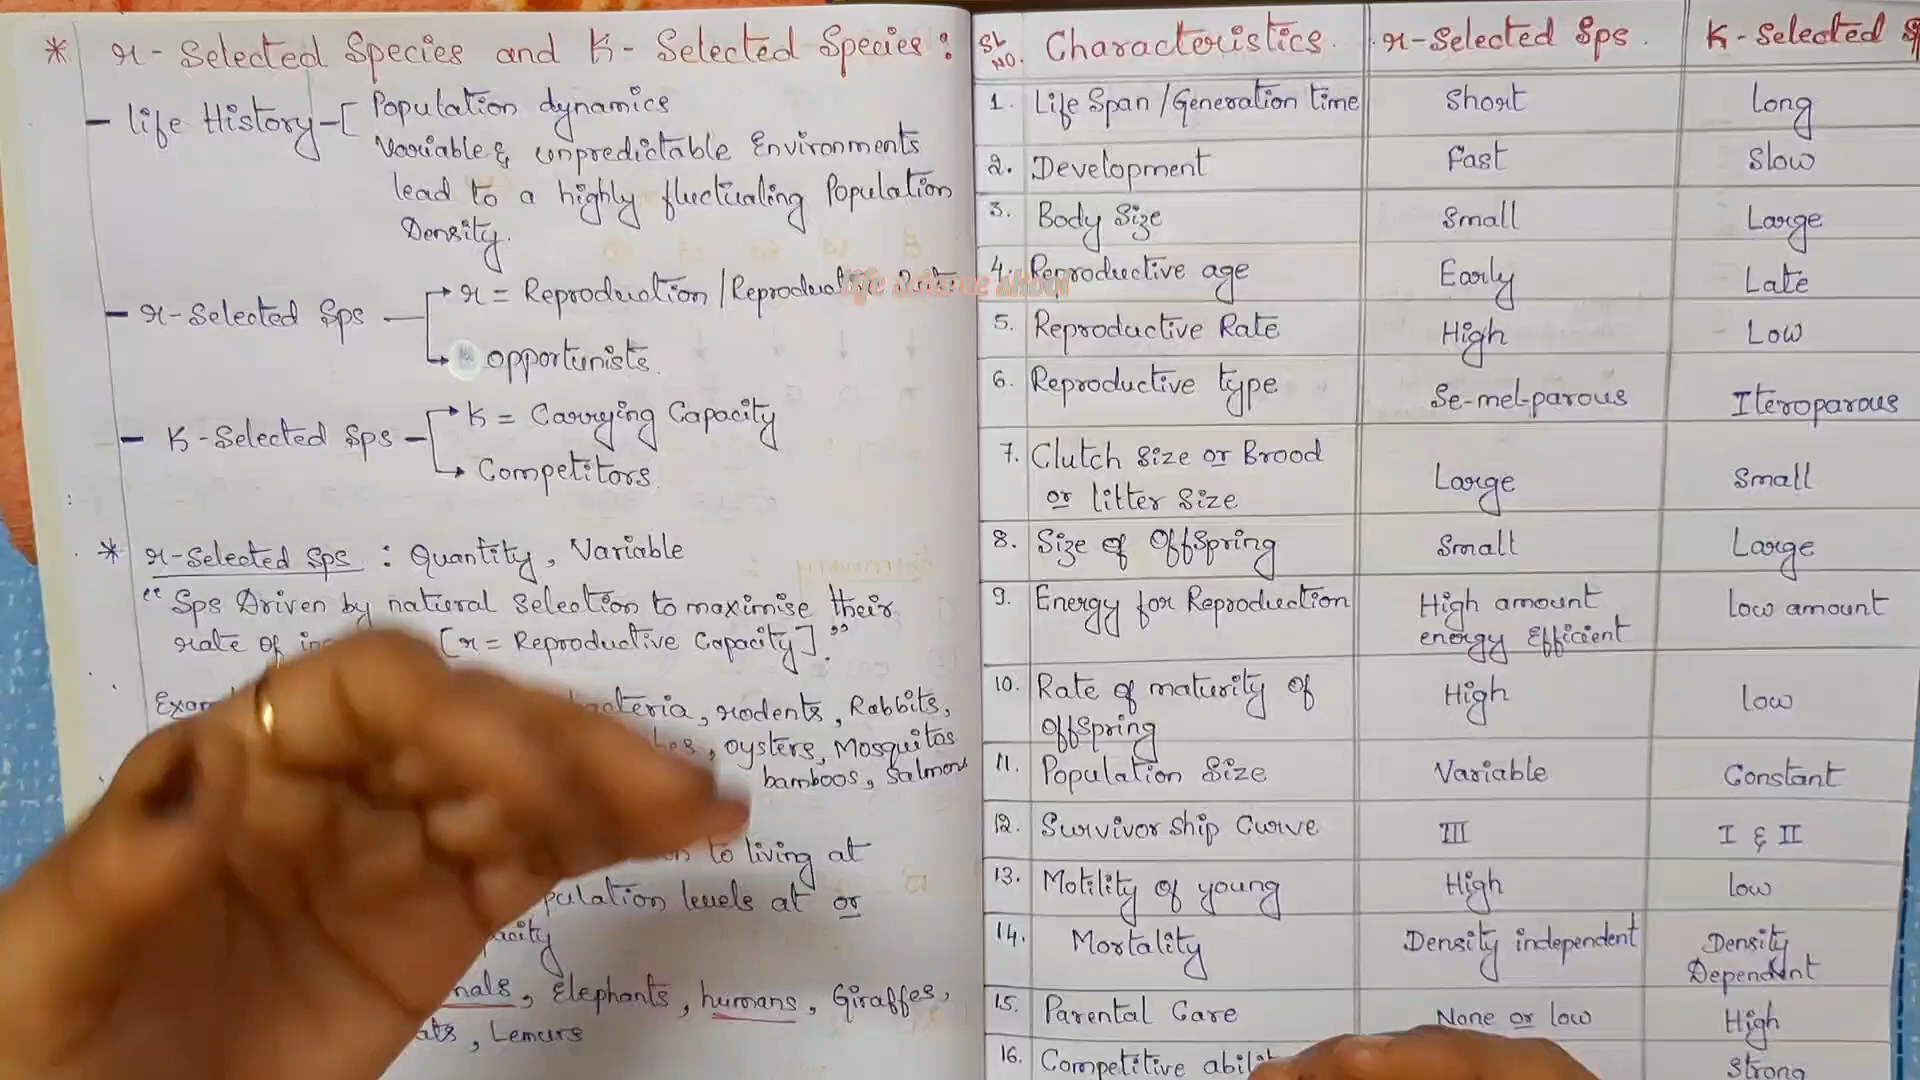 * r-Selected Species and K-Selected Species:
- life History-[ Population dynamics
Variable & unpredictable Environments
lead to a highly fluctuating Population
Density.
- r-Selected Sps
r = Reproduction /Reproductive Rate
opportunists.
- K-Selected Sps
K = Carrying Capacity
Competitors.
* r-Selected Sps : Quantity, Variable
"Sps Driven by natural selection to maximise their
rate of [r = Reproductive Capacity]."
bacteria, rodents, Rabbits,
oysters, Mosquitos
bamboos, Salmons
to living at
population levels at or
Elephants, humans, Giraffes,
Lemurs
life science show
SL NO. Characteristics. r-Selected Sps. K-Selected
1. Life Span /Generation time Short Long
2. Development Fast Slow
3. Body Size Small Large
4. Reproductive age Early Late
5. Reproductive Rate High Low
6. Reproductive type Se-mel-parous Iteroparous
7. Clutch size or Brood
or litter size Large Small
8. Size of Offspring Small Large
9. Energy for Reproduction High amount Low amount
energy Efficient
10. Rate of maturity of High low
offspring
11. Population Size Variable Constant
12. Survivor ship Curve III I & II
13. Motility of young High low
14. Mortality Density independent Density
Dependent
15. Parental Care None or low High
16. Competitive Strong